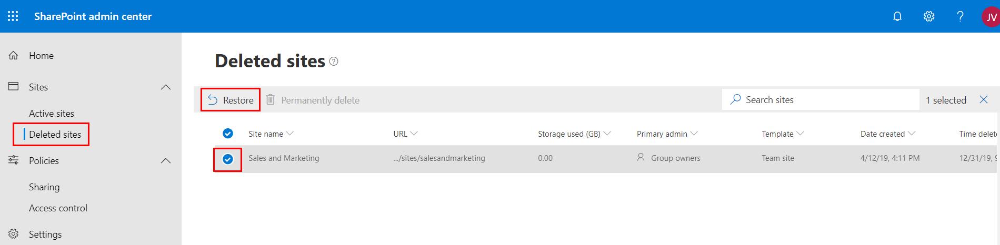 SharePoint admin center
JV
Home
Sites
Active sites
Deleted sites
Policies
Sharing
Access control
Settings
Deleted sites
Restore Permanently delete Search sites 1 selected
Site name URL Storage used (GB) Primary admin Template Date created Time delet
Sales and Marketing .../sites/salesandmarketing 0.00 Group owners Team site 4/12/19, 4:11 PM 12/31/19, 9